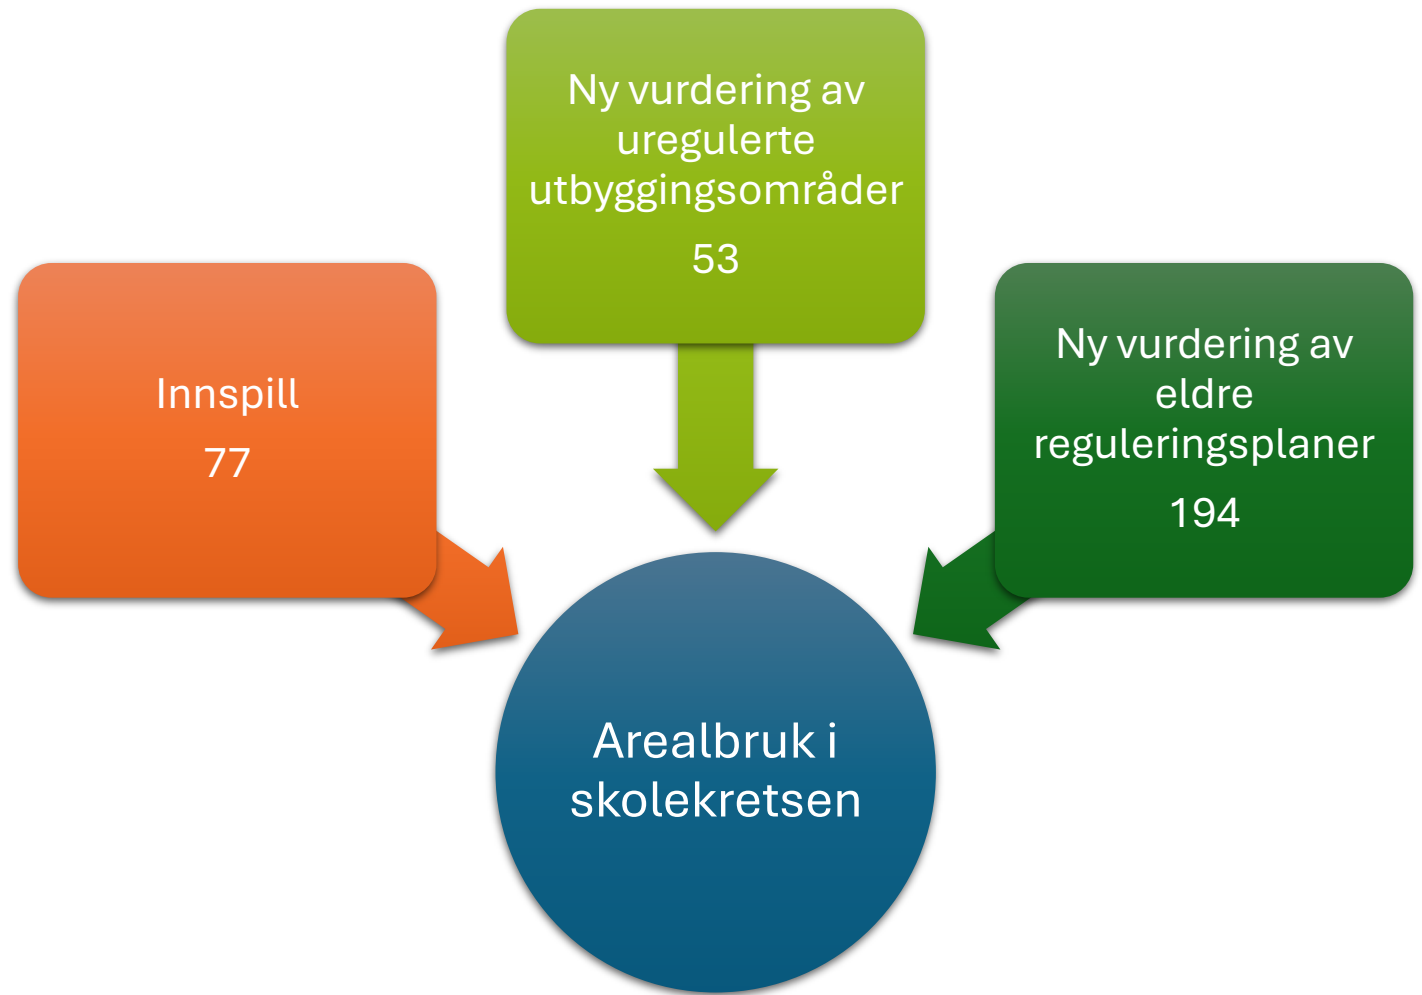 Ny vurdering av
uregulerte
utbyggingsområder
53
Innspill
77
Ny vurdering av
eldre
reguleringsplaner
194
Arealbruk i
skolekretsen